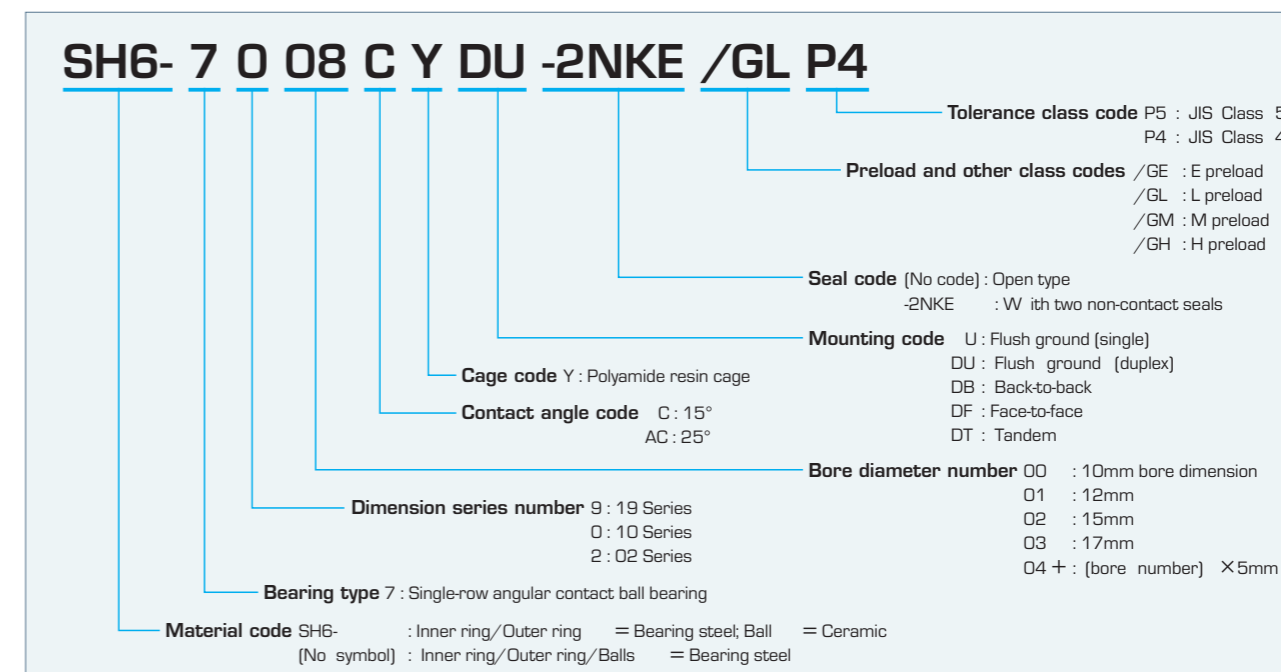 SH6- 7 0 08 C Y DU -2NKE /GL P4
Tolerance class code P5 : JIS Class 5
P4 : JIS Class 4
Preload and other class codes /GE : E preload
/GL : L preload
/GM : M preload
/GH : H preload
Seal code (No code) : Open type
-2NKE : W ith two non-contact seals
Mounting code U : Flush ground (single)
DU : Flush ground (duplex)
DB : Back-to-back
DF : Face-to-face
DT : Tandem
Cage code Y : Polyamide resin cage
Contact angle code C : 15°
AC : 25°
Bore diameter number 00 : 10mm bore dimension
01 : 12mm
02 : 15mm
03 : 17mm
04 + : (bore number) ×5mm
Dimension series number 9 : 19 Series
0 : 10 Series
2 : 02 Series
Bearing type 7 : Single-row angular contact ball bearing
Material code SH6- : Inner ring/Outer ring = Bearing steel; Ball = Ceramic
(No symbol) : Inner ring/Outer ring/Balls = Bearing steel